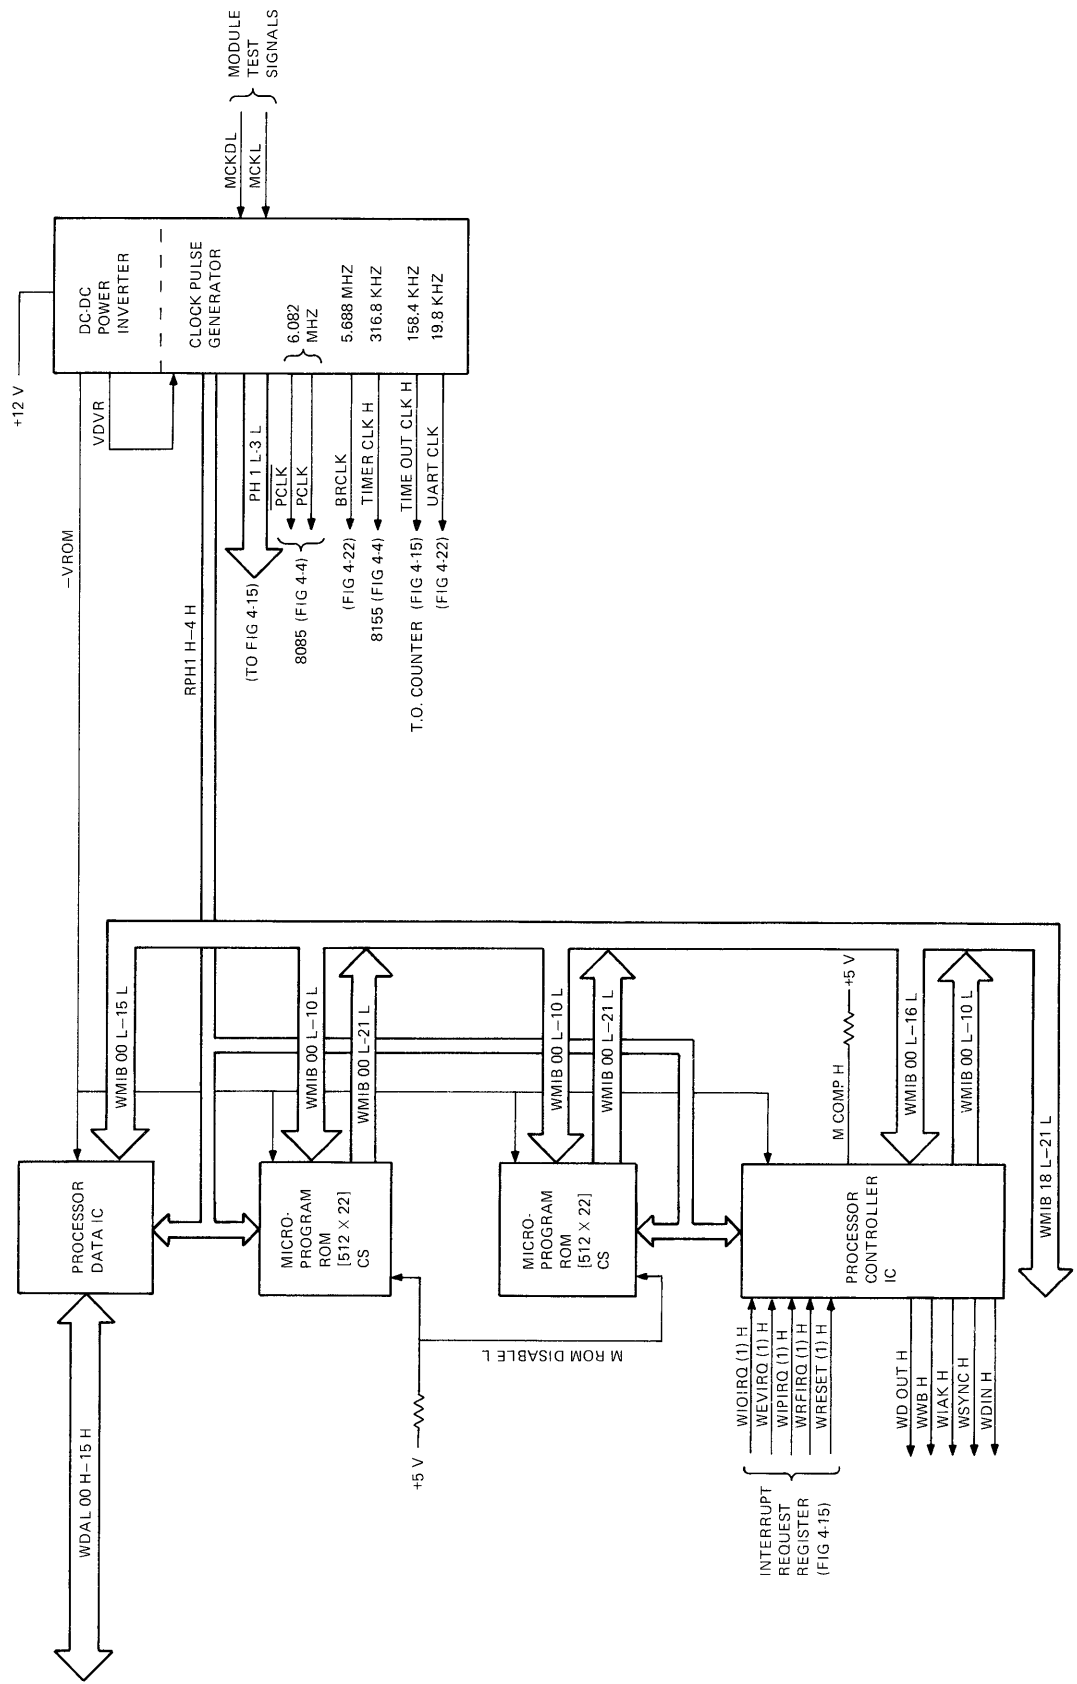 WDAL 00 H–15 H
PROCESSOR
DATA IC
WMIB 00 L–15 L
–VROM
+12 V
VDVR
DC-DC
POWER
INVERTER
CLOCK PULSE
GENERATOR
RPH1 H–4 H
PH 1 L-3 L
(TO FIG 4-15)
MCKDL
MCKL
MODULE
TEST
SIGNALS
6.082
MHZ
PCLK
PCLK
8085 (FIG 4-4)
5.688 MHZ
BRCLK
(FIG 4-22)
316.8 KHZ
TIMER CLK H
8155 (FIG 4-4)
158.4 KHZ
TIME OUT CLK H
T.O. COUNTER (FIG 4-15)
19.8 KHZ
UART CLK
(FIG 4-22)
MICRO-
PROGRAM
ROM
[512 X 22]
CS
WMIB 00 L–10 L
WMIB 00 L-21 L
+5 V
M ROM DISABLE L
MICRO-
PROGRAM
ROM
[512 X 22]
CS
WMIB 00 L–10 L
WMIB 00 L–21 L
INTERRUPT
REQUEST
REGISTER
(FIG 4-15)
WIOIRQ (1) H
WEVIRQ (1) H
WIPIRQ (1) H
WRFIRQ (1) H
WRESET (1) H
PROCESSOR
CONTROLLER
IC
M COMP H
+5 V
WMIB 00 L–16 L
WMIB 00 L–10 L
WD OUT H
WWB H
WIAK H
WSYNC H
WDIN H
WMIB 18 L–21 L